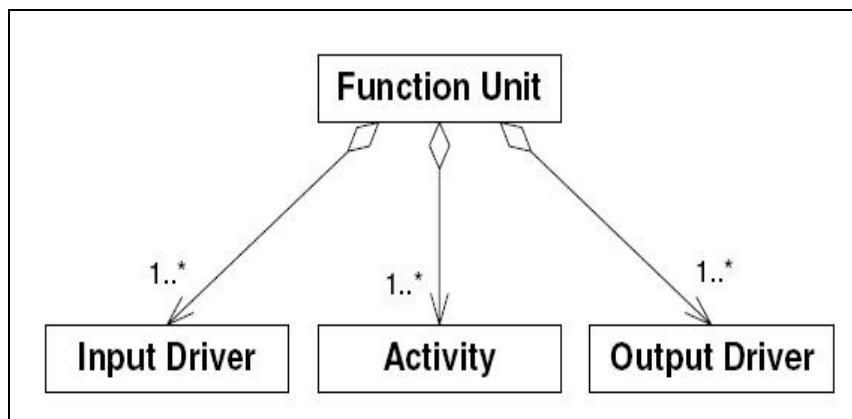 Function Unit
1..*
1..*
1..*
Input Driver
Activity
Output Driver